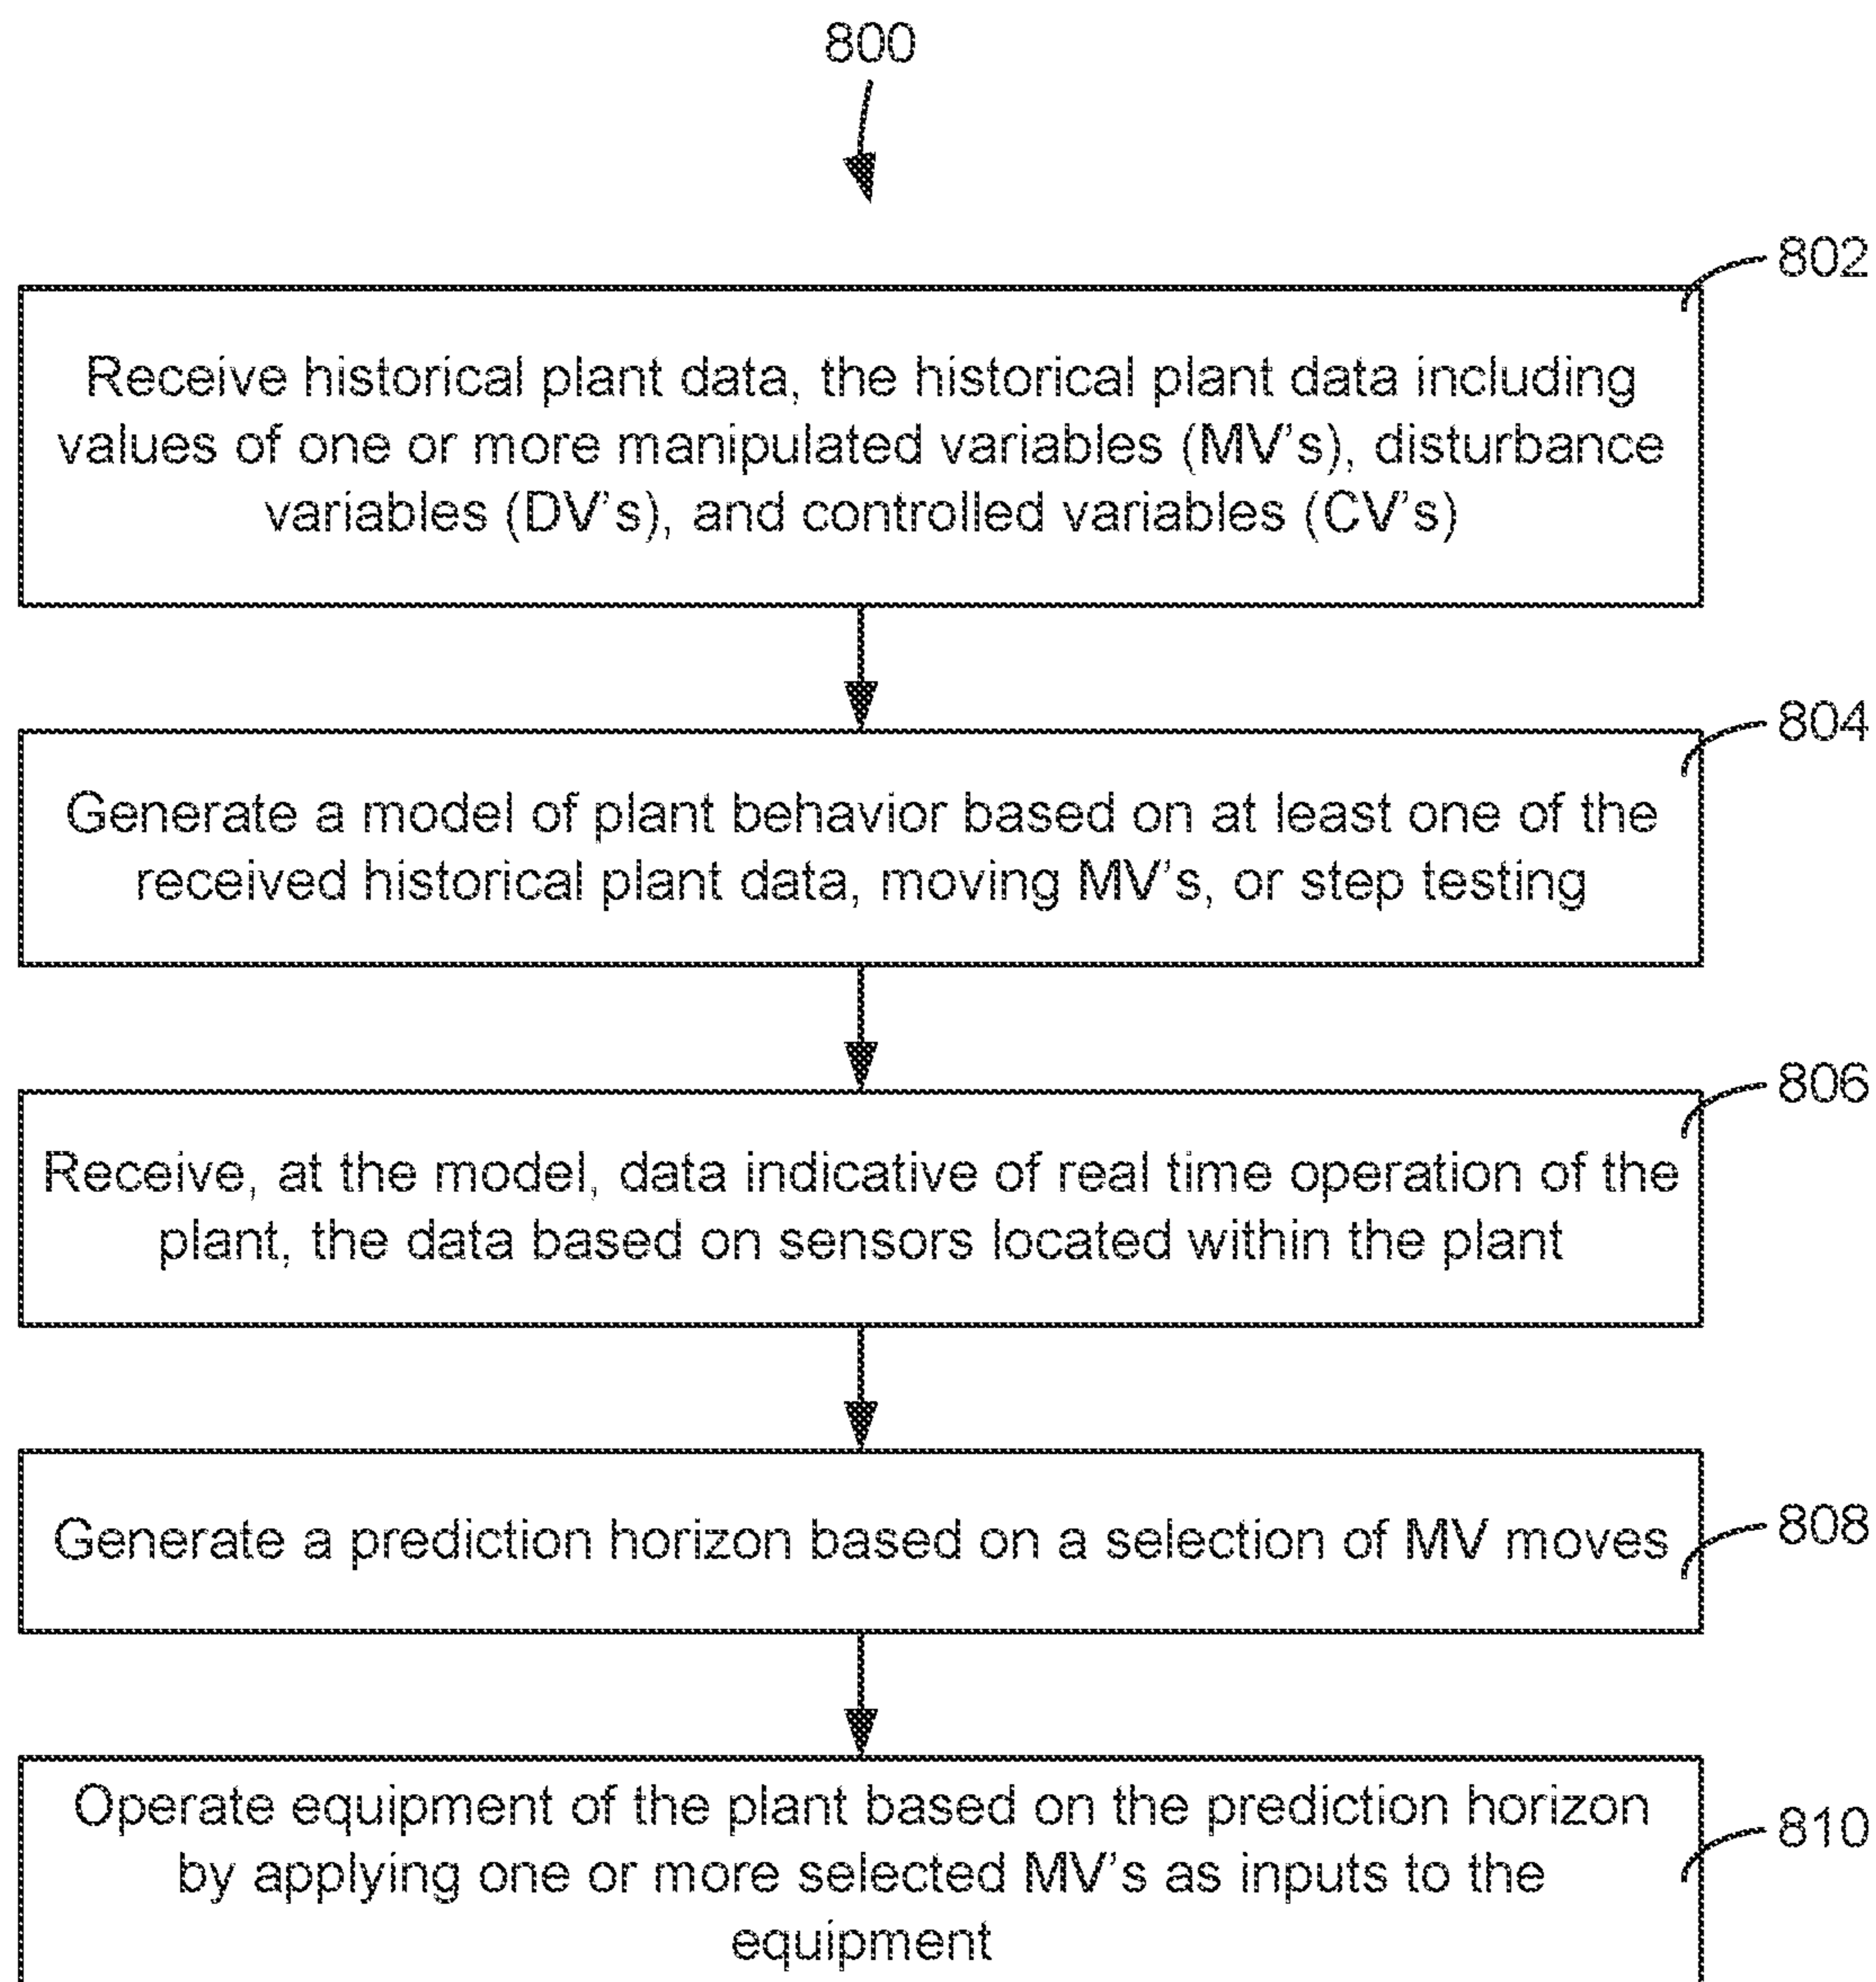 800
802
Receive historical plant data, the historical plant data including
values of one or more manipulated variables (MV's), disturbance
variables (DV's), and controlled variables (CV's)
804
Generate a model of plant behavior based on at least one of the
received historical plant data, moving MV's, or step testing
806
Receive, at the model, data indicative of real time operation of the
plant, the data based on sensors located within the plant
808
Generate a prediction horizon based on a selection of MV moves
810
Operate equipment of the plant based on the prediction horizon
by applying one or more selected MV's as inputs to the
equipment